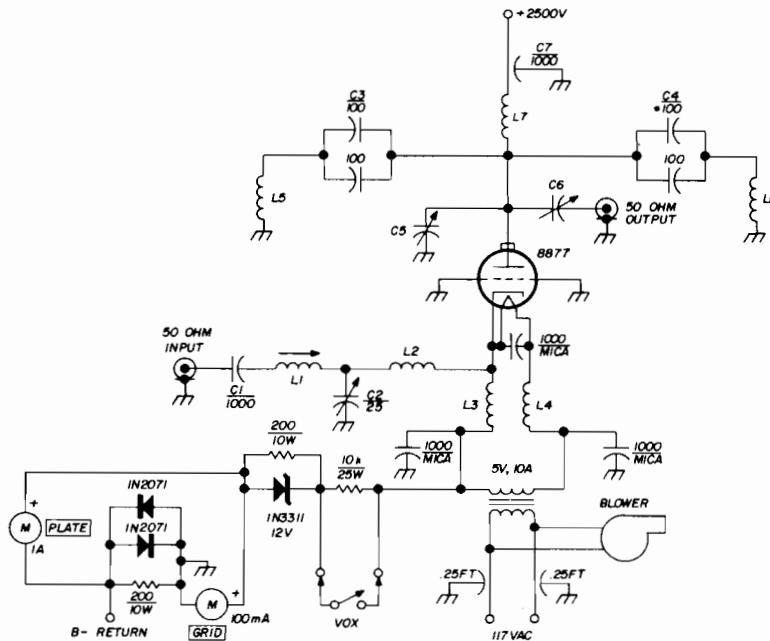 +2500V
C7
1000
C3
100
100
L7
C4
100
100
L5
C6
50 OHM
OUTPUT
C5
8877
50 OHM
INPUT
C1
1000
L1
L2
C2
25
1000
MICA
L3
L4
1000
MICA
1000
MICA
200
10W
10k
25W
5V, 10A
1N2071
1N3311
12V
BLOWER
+
M
PLATE
1A
1N2071
200
10W
+
M
100mA
GRID
B- RETURN
VOX
.25FT
.25FT
117 VAC